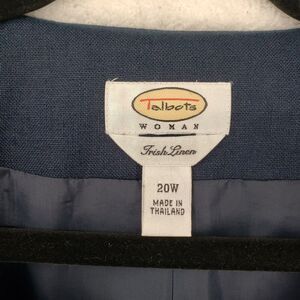 Talbots
WOMAN
Irish Linen
20W
MADE IN
THAILAND